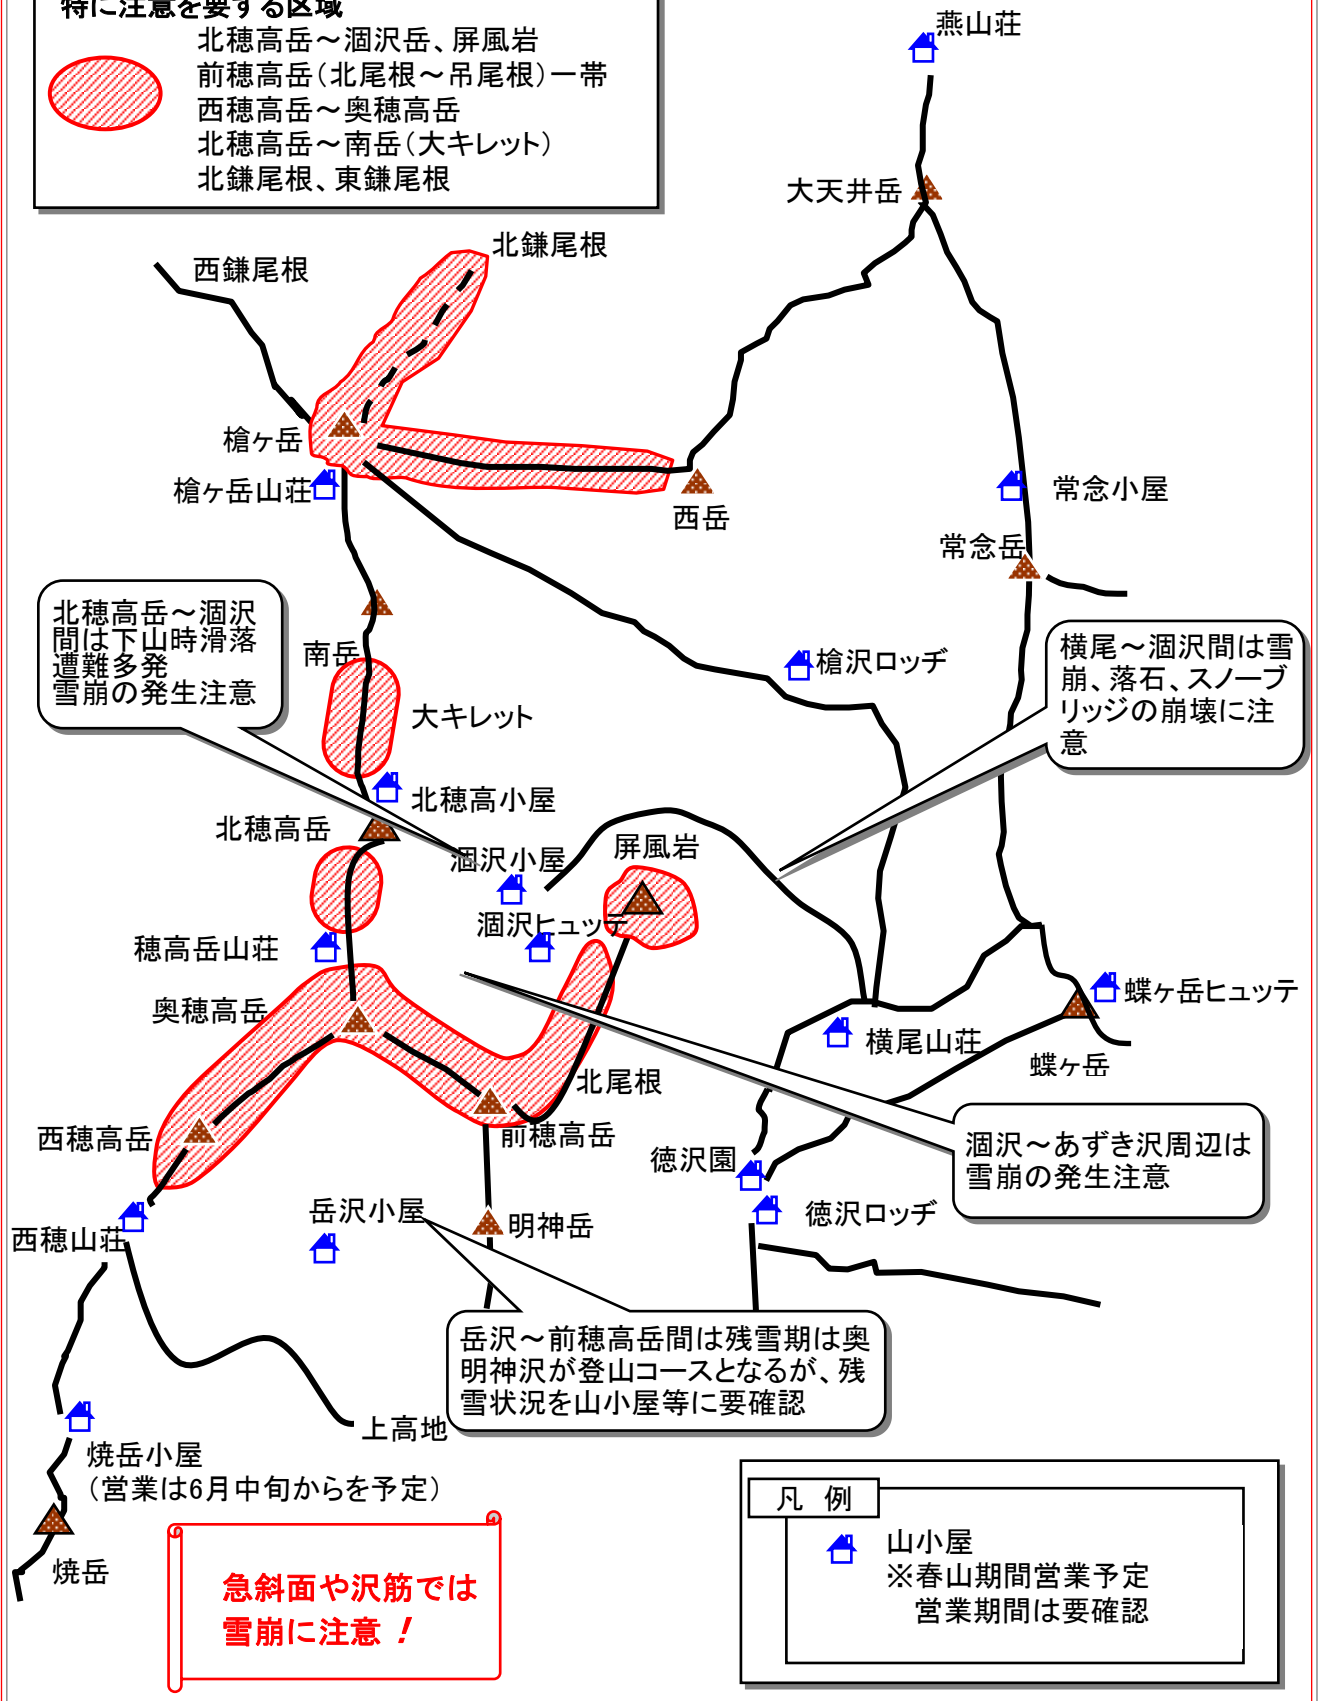 特に注意を要する区域
北穂高岳～涸沢岳、屏風岩
前穂高岳（北尾根～吊尾根）一帯
西穂高岳～奥穂高岳
北穂高岳～南岳（大キレット）
北鎌尾根、東鎌尾根
燕山荘
大天井岳
北鎌尾根
西鎌尾根
槍ヶ岳
槍ヶ岳山荘
西岳
常念小屋
常念岳
北穂高岳～涸沢
間は下山時滑落
遭難多発
雪崩の発生注意
南岳
槍沢ロッヂ
横尾～涸沢間は雪
崩、落石、スノーブ
リッジの崩壊に注
意
大キレット
北穂高小屋
北穂高岳
涸沢小屋
屏風岩
涸沢ヒュッテ
穂高岳山荘
奥穂高岳
横尾山荘
蝶ヶ岳ヒュッテ
蝶ヶ岳
北尾根
西穂高岳
前穂高岳
徳沢園
涸沢～あずき沢周辺は
雪崩の発生注意
岳沢小屋
明神岳
徳沢ロッヂ
西穂山荘
岳沢～前穂高岳間は残雪期は奥
明神沢が登山コースとなるが、残
雪状況を山小屋等に要確認
上高地
焼岳小屋
（営業は6月中旬からを予定）
焼岳
急斜面や沢筋では
雪崩に注意！
凡 例
山小屋
※春山期間営業予定
営業期間は要確認